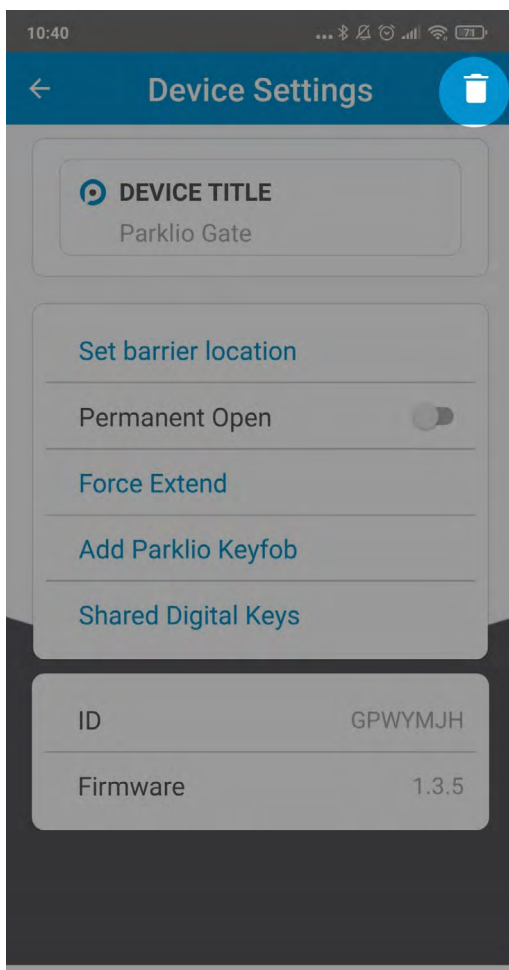 10:40
71
Device Settings
DEVICE TITLE
Parklio Gate
Set barrier location
Permanent Open
Force Extend
Add Parklio Keyfob
Shared Digital Keys
ID GPWYMJH
Firmware 1.3.5